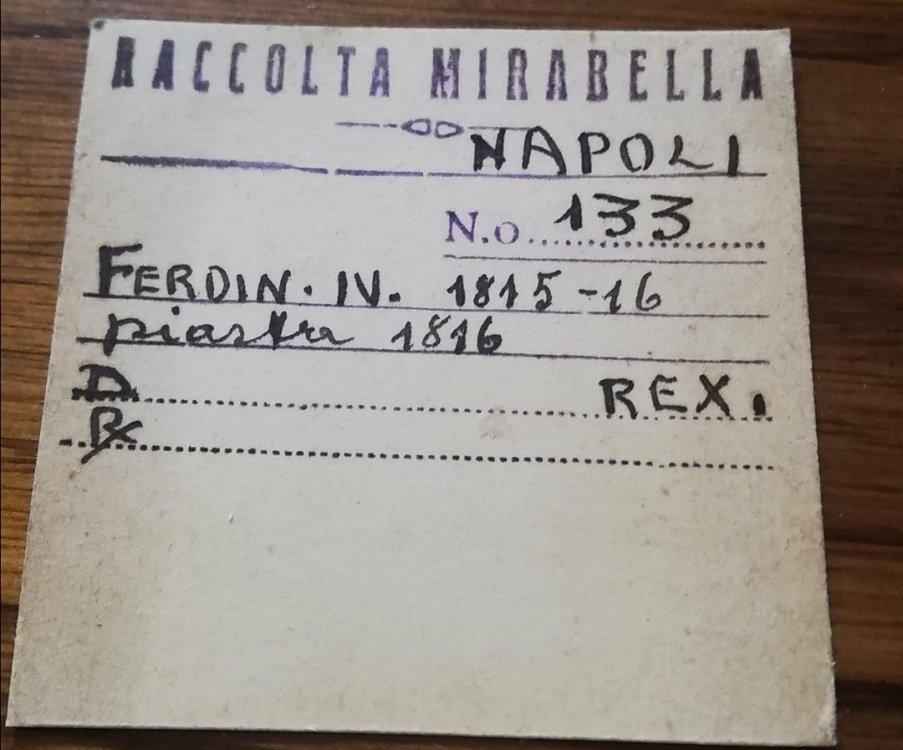 RACCOLTA MIRABELLA
NAPOLI
N.o 133
FERDIN. IV. 1815-16
piastra 1816
D REX.
R